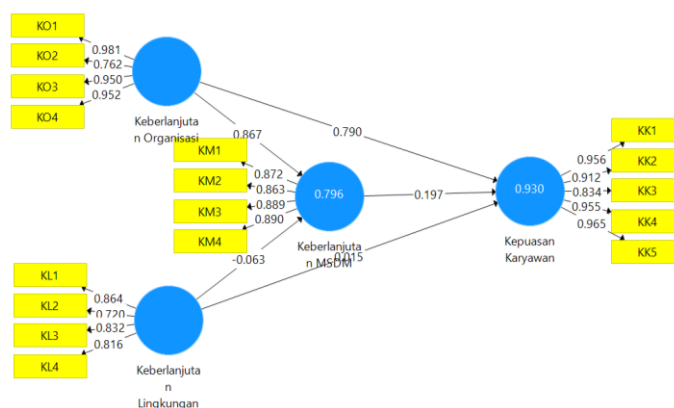 KO1
KO2
KO3
KO4
0.981
0.762
0.950
0.952
Keberlanjuta
n Organisasi
0.867
0.790
KM1
KM2
KM3
KM4
0.872
0.863
0.889
0.890
0.796
Keberlanjuta
n MSDM
0.197
0.930
Kepuasan
Karyawan
0.956
0.912
0.834
0.955
0.965
KK1
KK2
KK3
KK4
KK5
-0.063
0.015
KL1
KL2
KL3
KL4
0.864
0.720
0.832
0.816
Keberlanjuta
n
Lingkungan